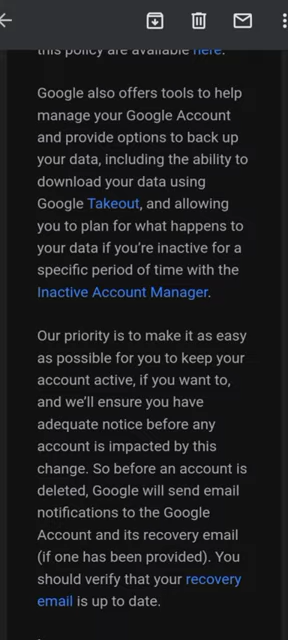 this policy are available here.
Google also offers tools to help
manage your Google Account
and provide options to back up
your data, including the ability to
download your data using
Google Takeout, and allowing
you to plan for what happens to
your data if you're inactive for a
specific period of time with the
Inactive Account Manager.
Our priority is to make it as easy
as possible for you to keep your
account active, if you want to,
and we'll ensure you have
adequate notice before any
account is impacted by this
change. So before an account is
deleted, Google will send email
notifications to the Google
Account and its recovery email
(if one has been provided). You
should verify that your recovery
email is up to date.